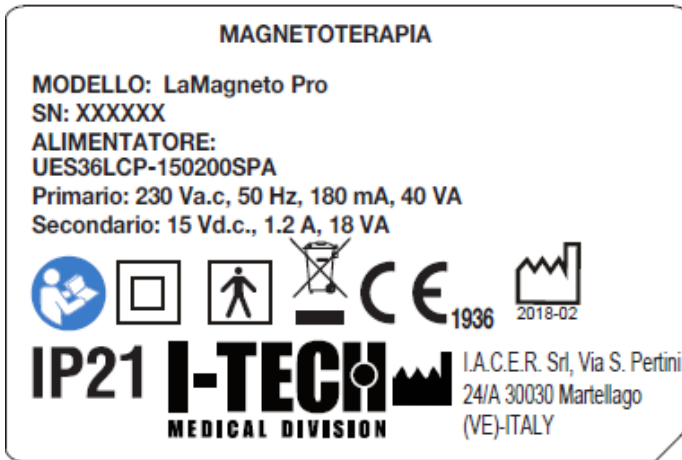 MAGNETOTERAPIA
MODELLO: LaMagneto Pro
SN: XXXXXX
ALIMENTATORE:
UES36LCP-150200SPA
Primario: 230 Va.c, 50 Hz, 180 mA, 40 VA
Secondario: 15 Vd.c., 1.2 A, 18 VA
CE 1936
2018-02
IP21
I-TECH
MEDICAL DIVISION
I.A.C.E.R. Srl, Via S. Pertini
24/A 30030 Martellago
(VE)-ITALY